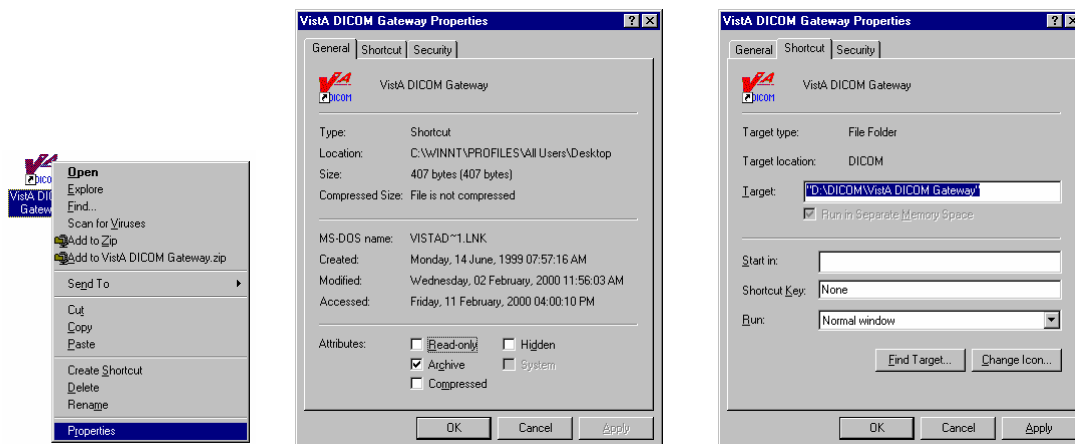 DICO
VistA DI
Gatew
Open
Explore
Find...
Scan for Viruses
Add to Zip
Add to VistA DICOM Gateway.zip
Send To
Cut
Copy
Paste
Create Shortcut
Delete
Rename
Properties
VistA DICOM Gateway Properties
General Shortcut Security
DICOM
VistA DICOM Gateway
Type: Shortcut
Location: C:\WINNT\PROFILES\All Users\Desktop
Size: 407 bytes (407 bytes)
Compressed Size: File is not compressed
MS-DOS name: VISTAD~1.LNK
Created: Monday, 14 June, 1999 07:57:16 AM
Modified: Wednesday, 02 February, 2000 11:56:03 AM
Accessed: Friday, 11 February, 2000 04:00:10 PM
Attributes: Read-only Hidden
Archive System
Compressed
OK Cancel Apply
VistA DICOM Gateway Properties
General Shortcut Security
DICOM
VistA DICOM Gateway
Target type: File Folder
Target location: DICOM
Target: "D:\DICOM\VistA DICOM Gateway"
Run in Separate Memory Space
Start in:
Shortcut Key: None
Run: Normal window
Find Target... Change Icon...
OK Cancel Apply